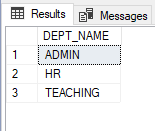 Results Messages
DEPT_NAME
1 ADMIN
2 HR
3 TEACHING